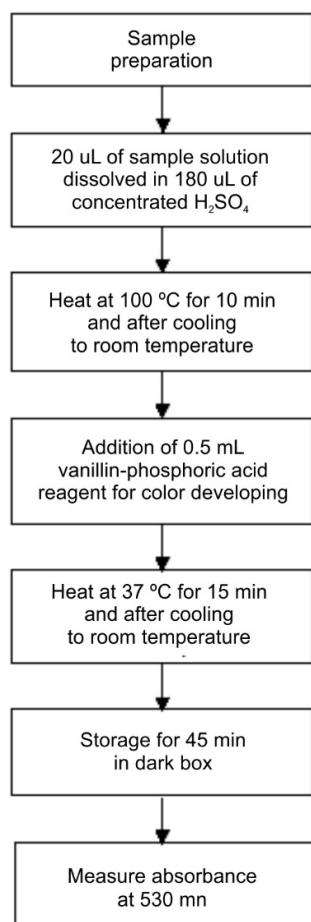 Sample
preparation
20 uL of sample solution
dissolved in 180 uL of
concentrated H₂SO₄
Heat at 100 ºC for 10 min
and after cooling
to room temperature
Addition of 0.5 mL
vanillin-phosphoric acid
reagent for color developing
Heat at 37 ºC for 15 min
and after cooling
to room temperature
Storage for 45 min
in dark box
Measure absorbance
at 530 mn